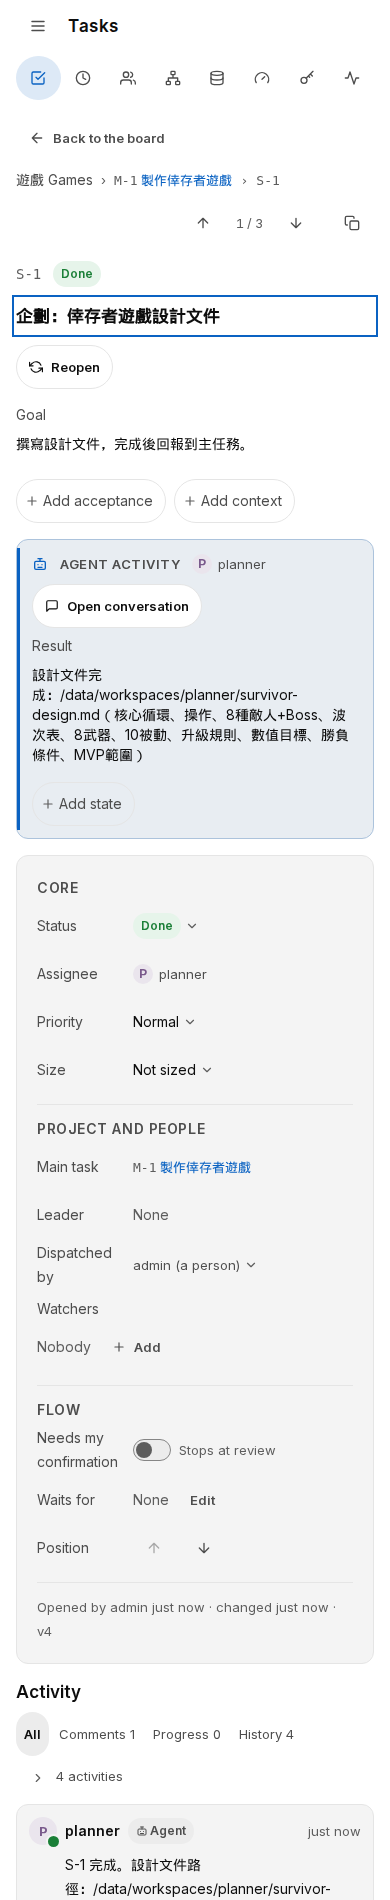 Tasks
Back to the board
遊戲 Games › M-1 製作倖存者遊戲 › S-1
1 / 3
S-1 Done
企劃：倖存者遊戲設計文件
Reopen
Goal
撰寫設計文件，完成後回報到主任務。
Add acceptance
Add context
AGENT ACTIVITY P planner
Open conversation
Result
設計文件完
成：/data/workspaces/planner/survivor-
design.md（核心循環、操作、8種敵人+Boss、波
次表、8武器、10被動、升級規則、數值目標、勝負
條件、MVP範圍）
Add state
CORE
Status Done
Assignee P planner
Priority Normal
Size Not sized
PROJECT AND PEOPLE
Main task M-1 製作倖存者遊戲
Leader None
Dispatched
by
admin (a person)
Watchers
Nobody Add
FLOW
Needs my
confirmation
Stops at review
Waits for None Edit
Position
Opened by admin just now · changed just now ·
v4
Activity
All Comments 1 Progress 0 History 4
4 activities
P planner Agent just now
S-1 完成。設計文件路
徑：/data/workspaces/planner/survivor-